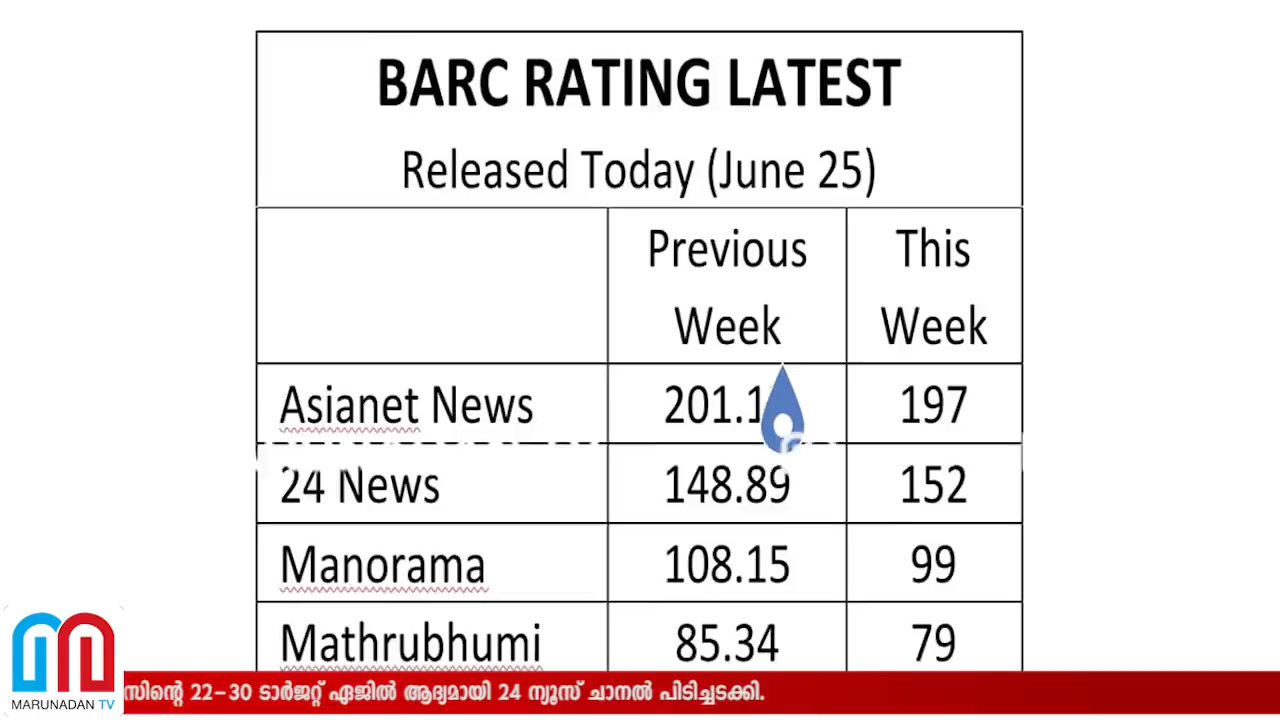 BARC RATING LATEST
Released Today (June 25)
Previous Week This Week
Asianet News 201.1 197
24 News 148.89 152
Manorama 108.15 99
Mathrubhumi 85.34 79
MARUNADAN TV
സിന്റെ 22-30 ടാർജറ്റ് ഏജിൽ ആദ്യമായി 24 ന്യൂസ് ചാനൽ പിടിച്ചടക്കി.